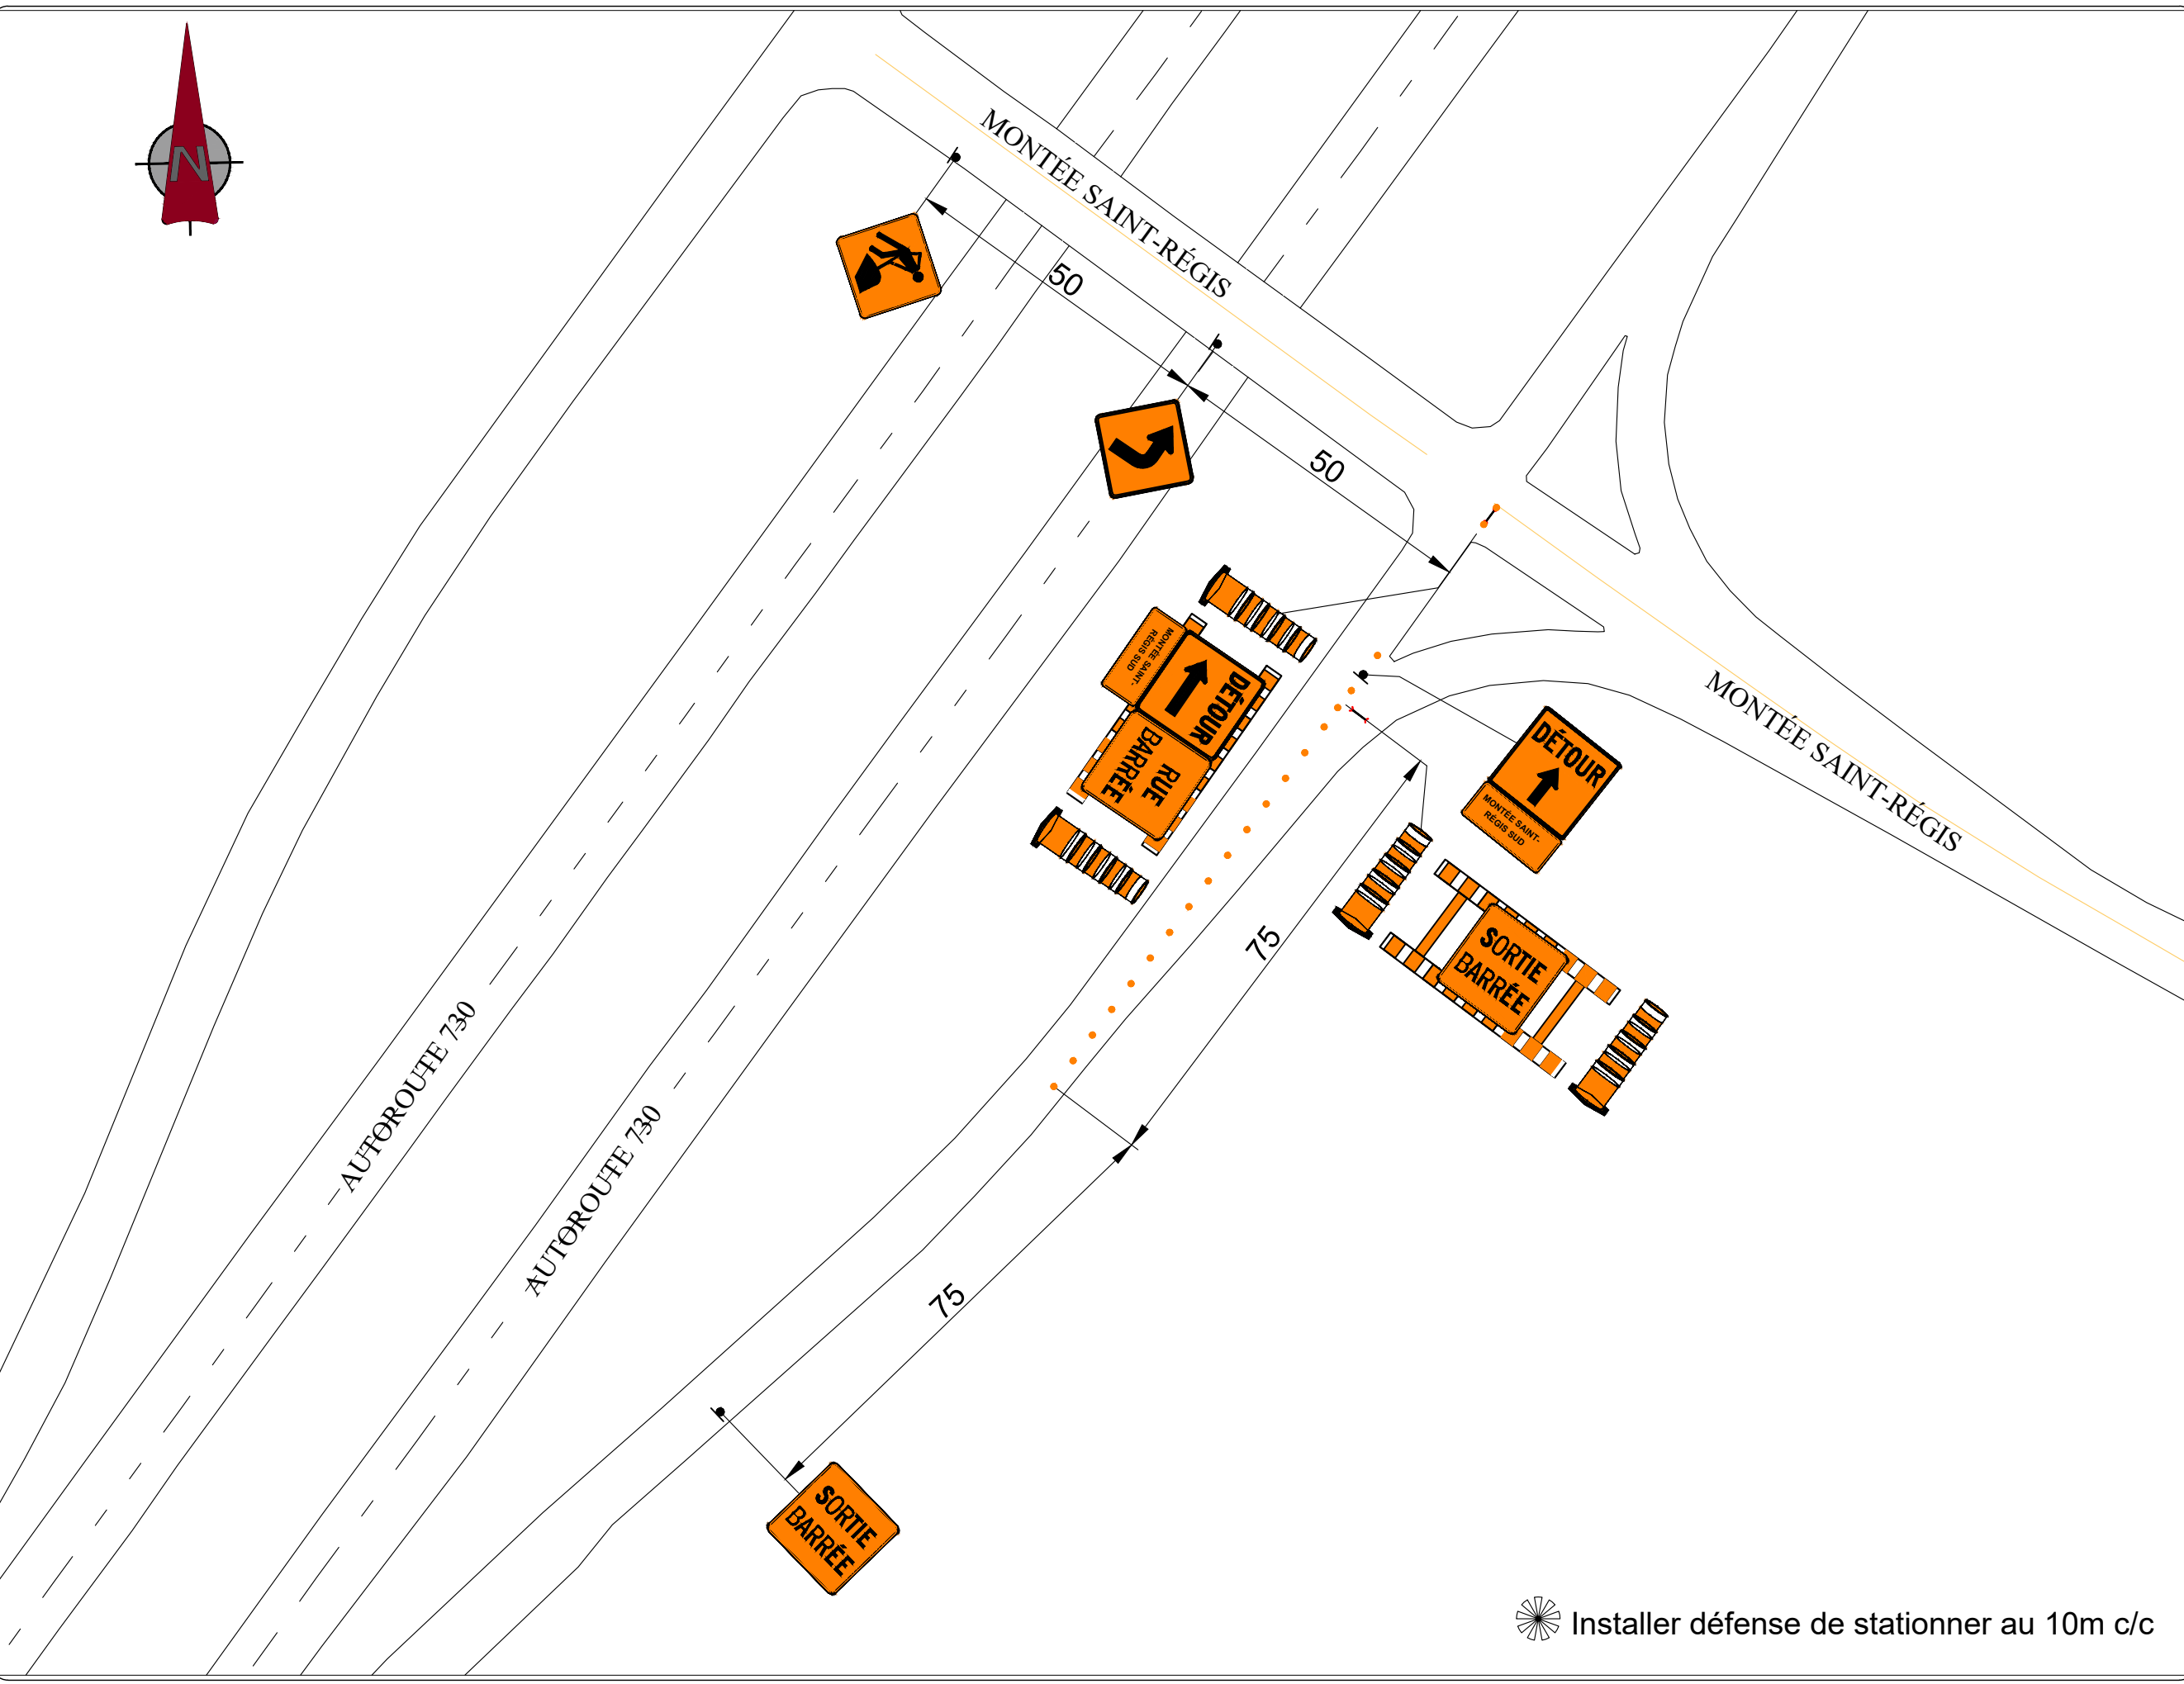 N
MONTÉE SAINT-RÉGIS
50
50
MONTÉE SAINT-
RÉGIS SUD
DÉTOUR
RUE
BARRÉE
DÉTOUR
MONTÉE SAINT-
RÉGIS SUD
MONTÉE SAINT-RÉGIS
75
SORTIE
BARRÉE
AUTOROUTE 730
AUTOROUTE 730
75
SORTIE
BARRÉE
Installer défense de stationner au 10m c/c